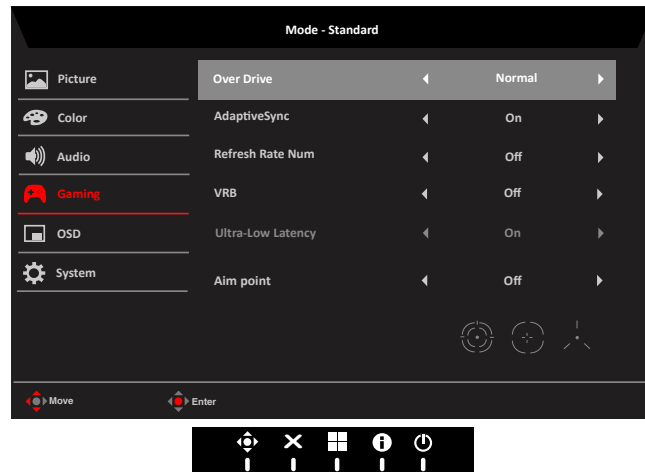 Mode - Standard
Picture
Over Drive Normal
Color
AdaptiveSync On
Audio
Refresh Rate Num Off
Gaming
VRB Off
OSD
Ultra-Low Latency On
System
Aim point Off
Move Enter